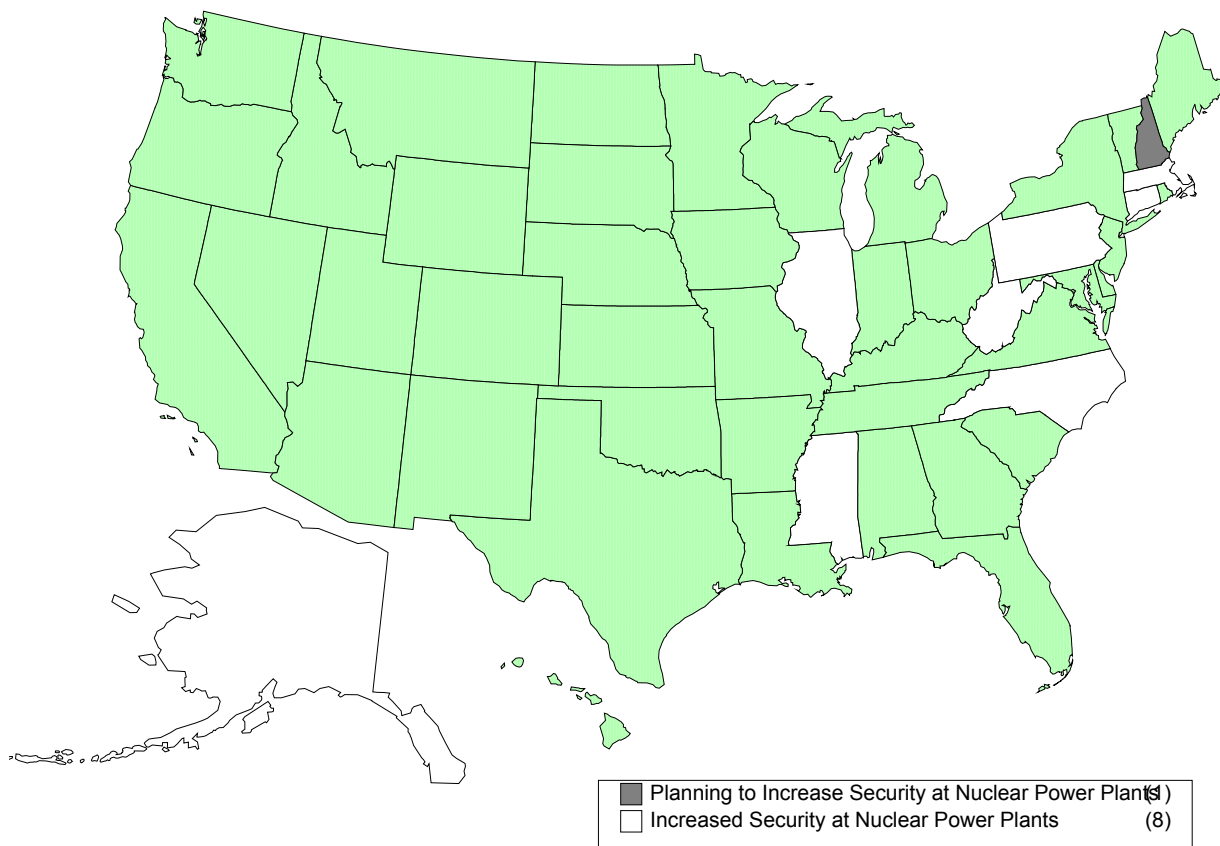 Planning to Increase Security at Nuclear Power Plants (1)
Increased Security at Nuclear Power Plants (8)